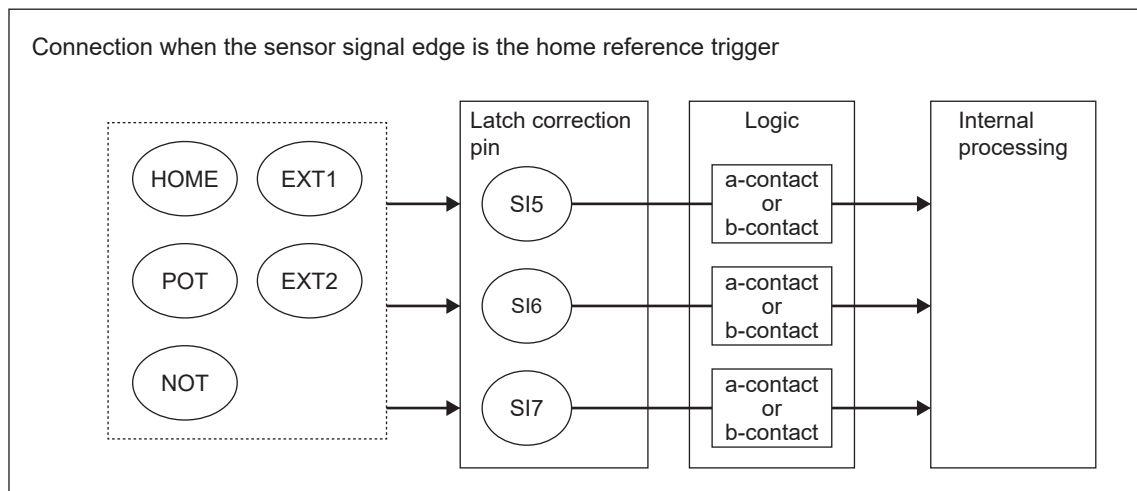 Connection when the sensor signal edge is the home reference trigger
HOME
EXT1
POT
EXT2
NOT
Latch correction
pin
SI5
SI6
SI7
Logic
a-contact
or
b-contact
a-contact
or
b-contact
a-contact
or
b-contact
Internal
processing